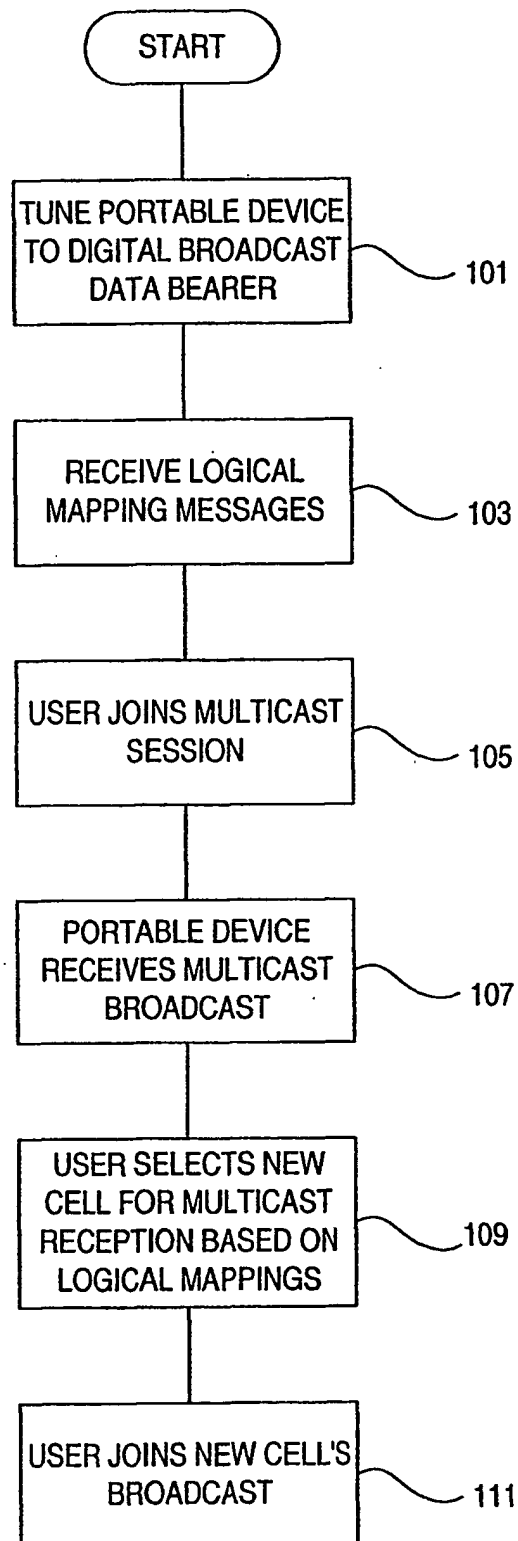 START
TUNE PORTABLE DEVICE
TO DIGITAL BROADCAST
DATA BEARER
101
RECEIVE LOGICAL
MAPPING MESSAGES
103
USER JOINS MULTICAST
SESSION
105
PORTABLE DEVICE
RECEIVES MULTICAST
BROADCAST
107
USER SELECTS NEW
CELL FOR MULTICAST
RECEPTION BASED ON
LOGICAL MAPPINGS
109
USER JOINS NEW CELL'S
BROADCAST
111